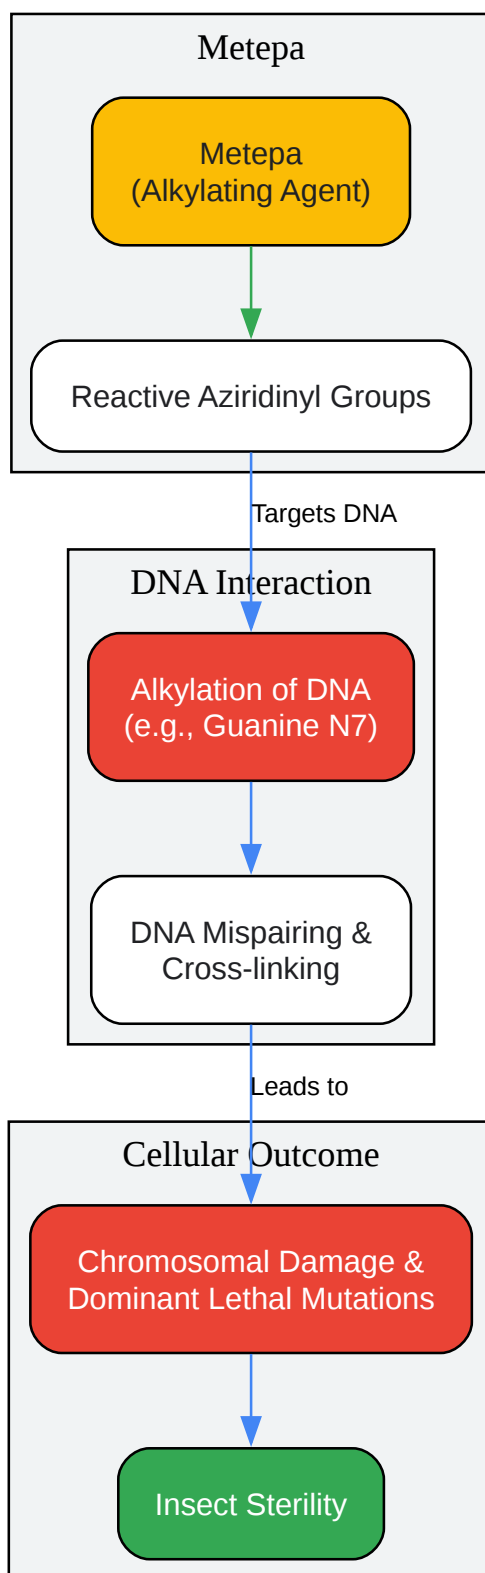 Metepa
Metepa
(Alkylating Agent)
Reactive Aziridinyl Groups
Targets DNA
DNA Interaction
Alkylation of DNA
(e.g., Guanine N7)
DNA Mispairing &
Cross-linking
Leads to
Cellular Outcome
Chromosomal Damage &
Dominant Lethal Mutations
Insect Sterility